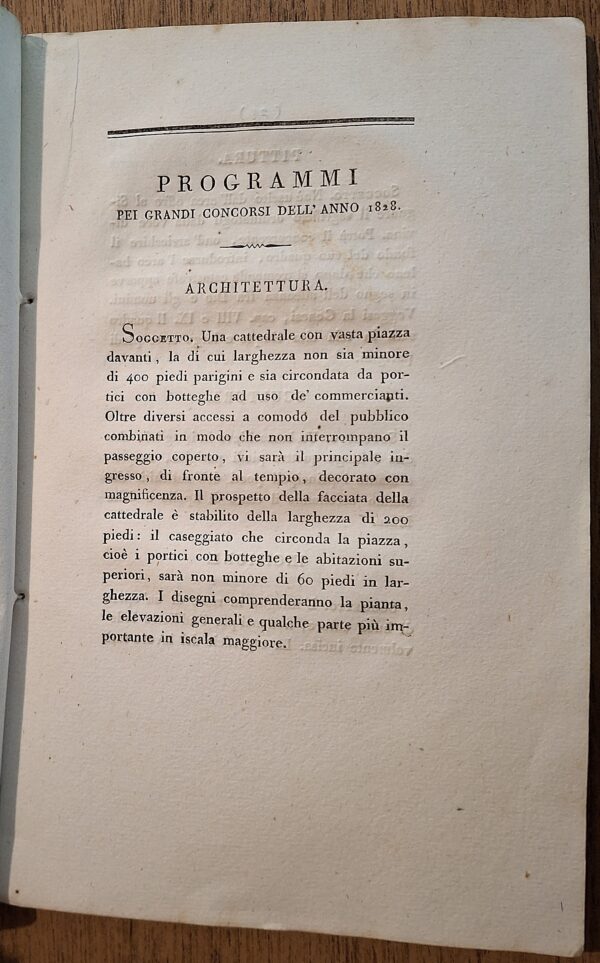 PROGRAMMI
PEI GRANDI CONCORSI DELL'ANNO 1828.
ARCHITETTURA.
SOGGETTO. Una cattedrale con vasta piazza
davanti, la di cui larghezza non sia minore
di 400 piedi parigini e sia circondata da por-
tici con botteghe ad uso de' commercianti.
Oltre diversi accessi a comodo del pubblico
combinati in modo che non interrompano il
passeggio coperto, vi sarà il principale in-
gresso, di fronte al tempio, decorato con
magnificenza. Il prospetto della facciata della
cattedrale è stabilito della larghezza di 200
piedi: il caseggiato che circonda la piazza,
cioè i portici con botteghe e le abitazioni su-
periori, sarà non minore di 60 piedi in lar-
ghezza. I disegni comprenderanno la pianta,
le elevazioni generali e qualche parte più im-
portante in iscala maggiore.